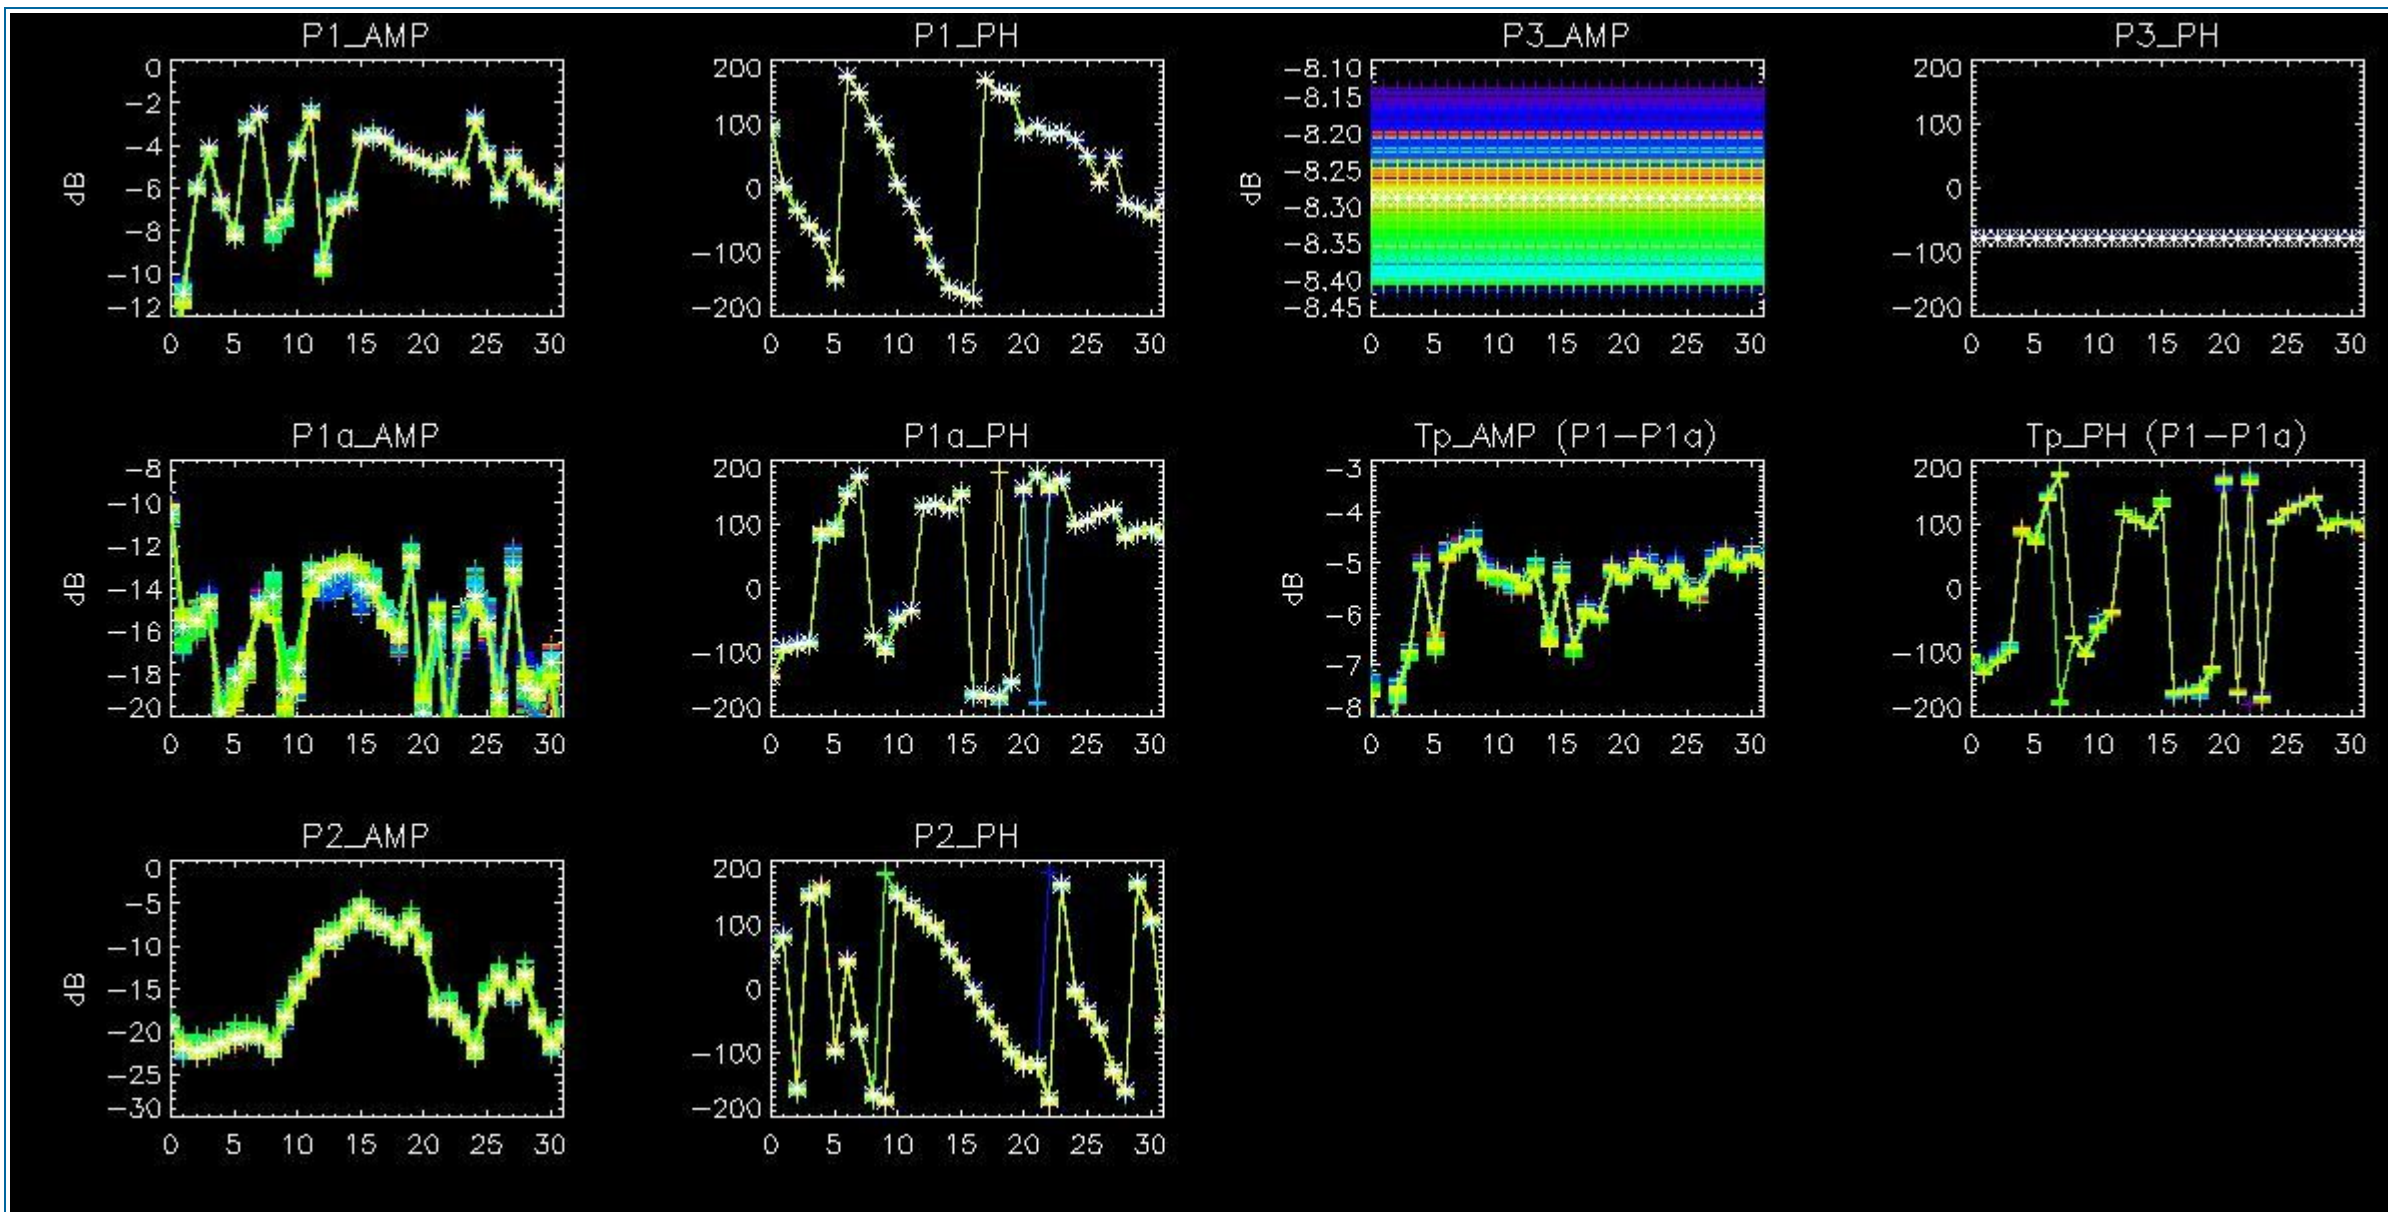 P1_AMP P1_PH P3_AMP P3_PH
0 200 -8.10 200
-2 100 -8.15 100
-4 0 -8.20 0
-6 -100 -8.25 -100
-8 -200 -8.30 -200
-10 -8.35
-12 -8.40
-8.45
dB dB
0 5 10 15 20 25 30 0 5 10 15 20 25 30 0 5 10 15 20 25 30 0 5 10 15 20 25 30
P1a_AMP P1a_PH Tp_AMP (P1-P1a) Tp_PH (P1-P1a)
-8 200 -3 200
-10 100 -4 100
-12 0 -5 0
-14 -100 -6 -100
-16 -200 -7 -200
-18 -8
-20
dB dB
0 5 10 15 20 25 30 0 5 10 15 20 25 30 0 5 10 15 20 25 30 0 5 10 15 20 25 30
P2_AMP P2_PH
0 200
-5 100
-10 0
-15 -100
-20 -200
-25
-30
dB
0 5 10 15 20 25 30 0 5 10 15 20 25 30